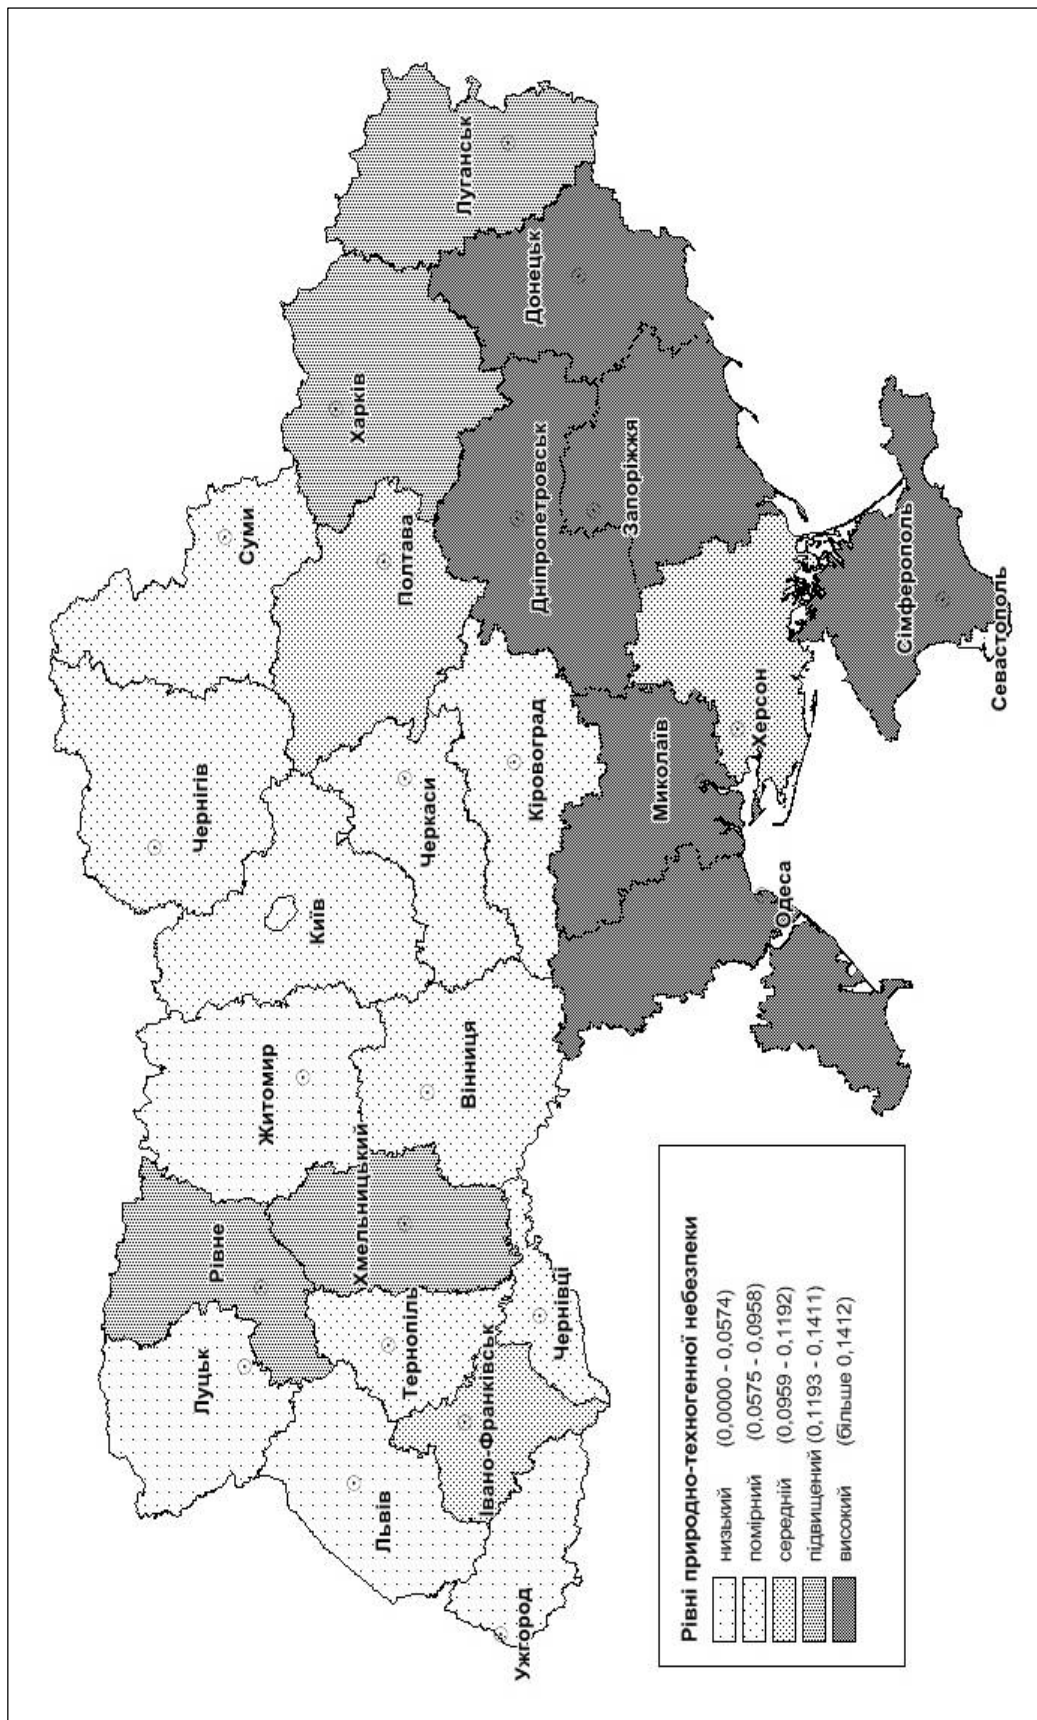 Луцьк
Рівне
Житомир
Київ
Чернігів
Суми
Львів
Тернопіль
Хмельницький
Вінниця
Черкаси
Полтава
Харків
Луганськ
Ужгород
Івано-Франківськ
Чернівці
Кіровоград
Дніпропетровськ
Донецьк
Одеса
Миколаїв
Херсон
Запоріжжя
Сімферополь
Севастополь
Рівні природно-техногенної небезпеки
низький (0,0000 - 0,0574)
помірний (0,0575 - 0,0958)
середній (0,0959 - 0,1192)
підвищений (0,1193 - 0,1411)
високий (більше 0,1412)